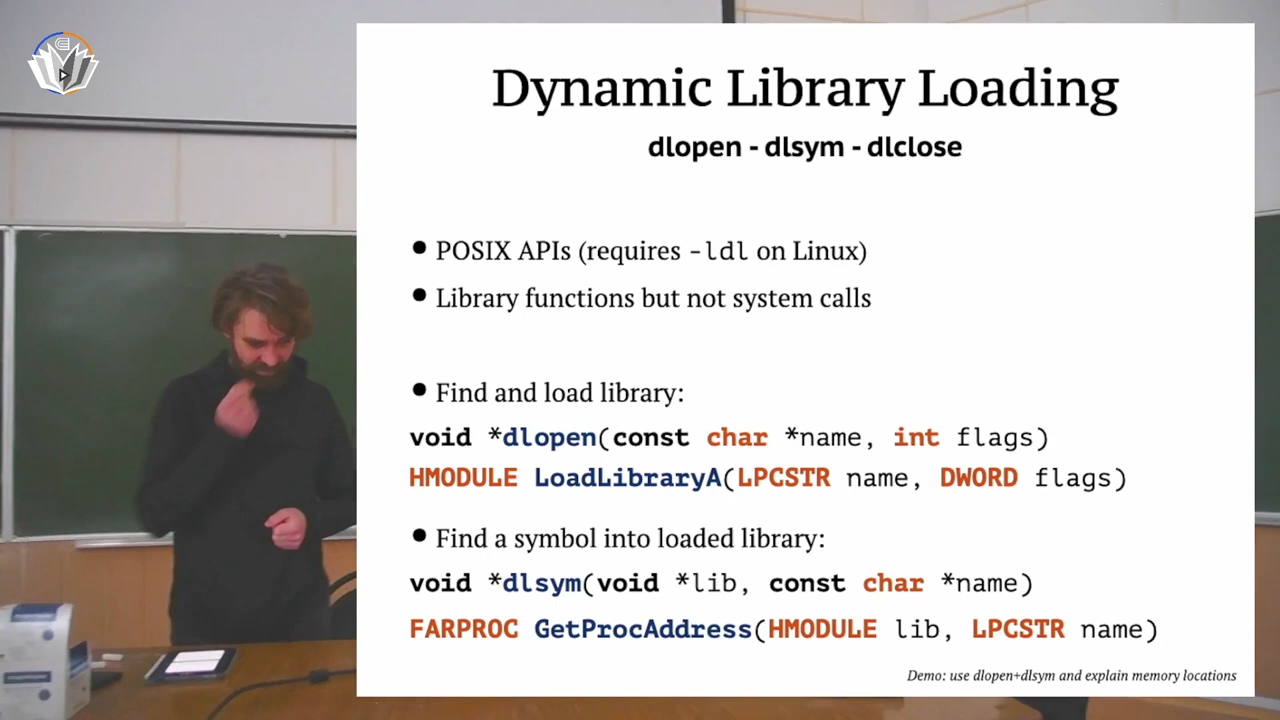 Dynamic Library Loading
dlopen - dlsym - dlclose
• POSIX APIs (requires -ldl on Linux)
• Library functions but not system calls
• Find and load library:
void *dlopen(const char *name, int flags)
HMODULE LoadLibraryA(LPCSTR name, DWORD flags)
• Find a symbol into loaded library:
void *dlsym(void *lib, const char *name)
FARPROC GetProcAddress(HMODULE lib, LPCSTR name)
Demo: use dlopen+dlsym and explain memory locations